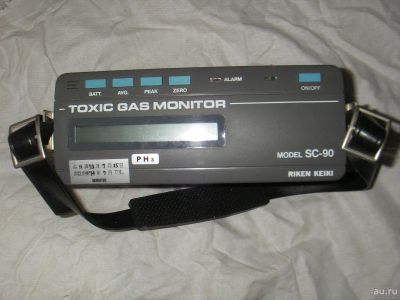 BATT. AVG. PEAK ZERO ALARM ON/OFF
TOXIC GAS MONITOR
PH₃
MODEL SC-90
RIKEN KEIKI
au.ru